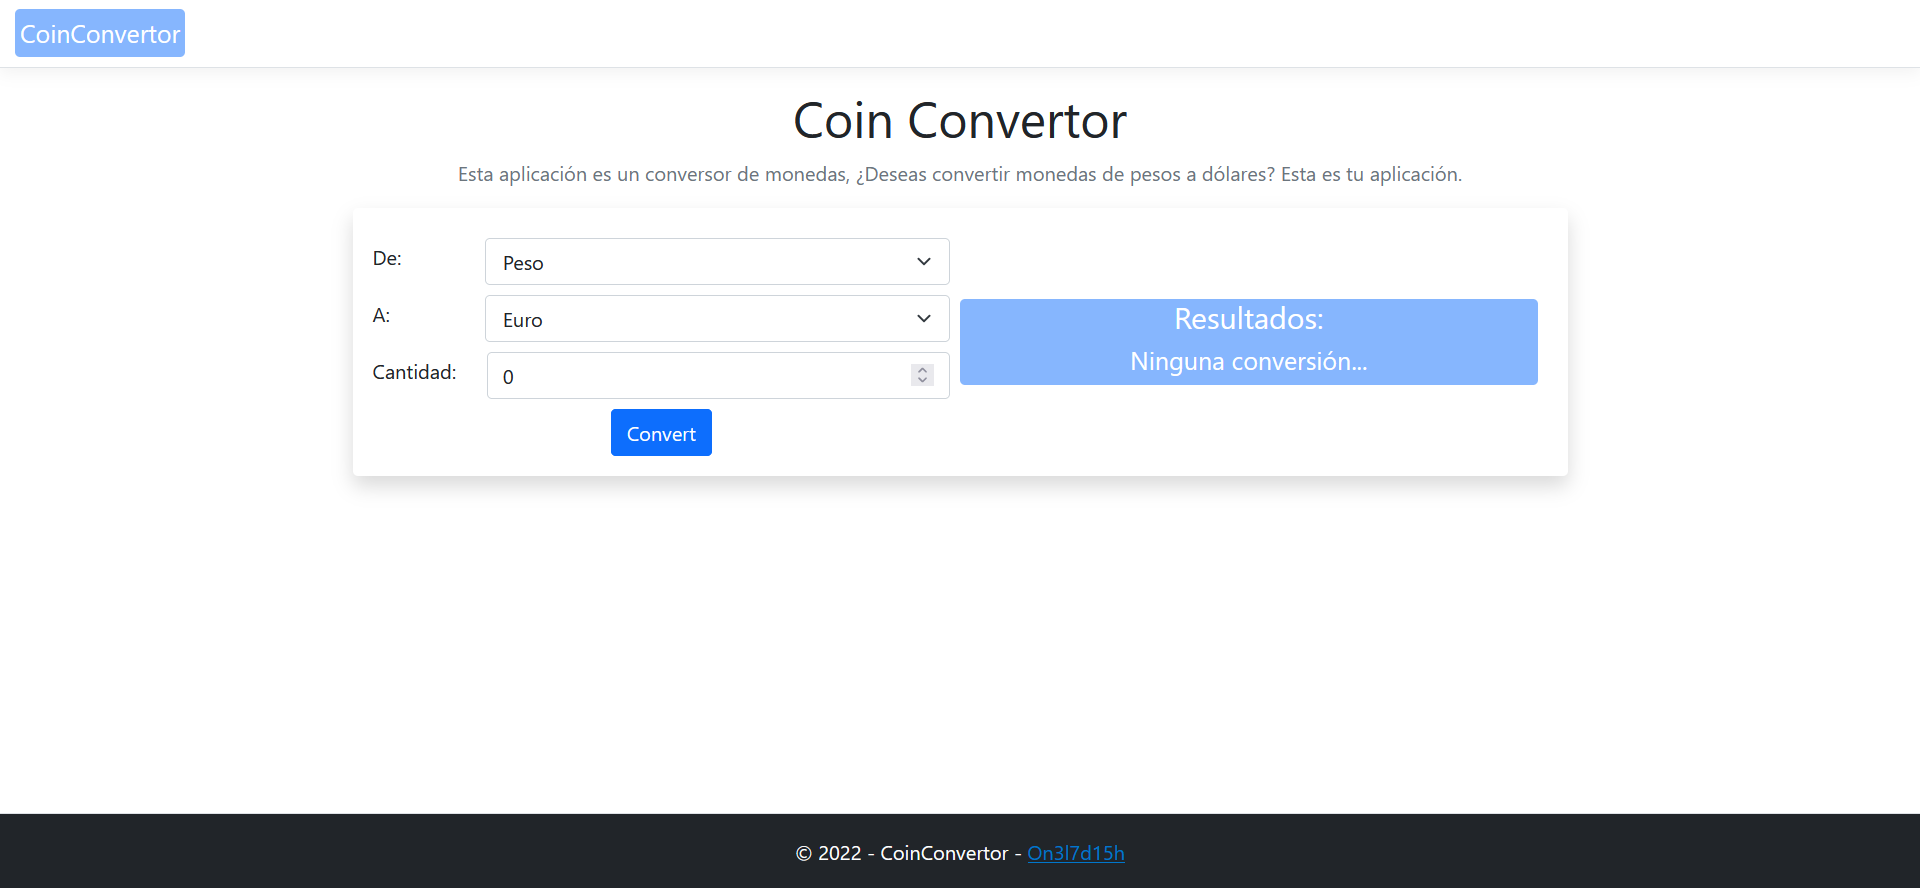 CoinConvertor
Coin Convertor
Esta aplicación es un conversor de monedas, ¿Deseas convertir monedas de pesos a dólares? Esta es tu aplicación.
De:
Peso
A:
Euro
Cantidad:
0
Convert
Resultados:
Ninguna conversión...
© 2022 - CoinConvertor - On3l7d15h